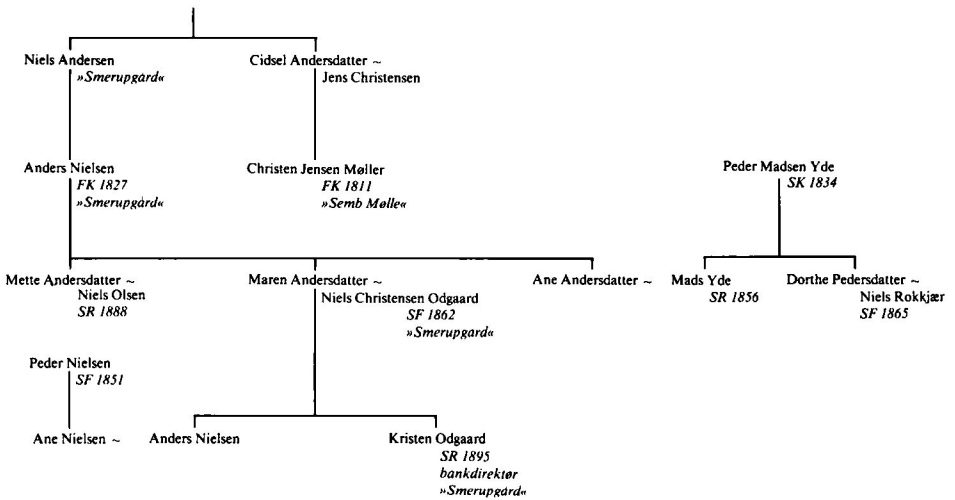 Niels Andersen
»Smerupgård«
Cidsel Andersdatter ~
Jens Christensen
Anders Nielsen
FK 1827
»Smerupgård«
Christen Jensen Møller
FK 1811
»Semb Mølle«
Peder Madsen Yde
SK 1834
Mette Andersdatter ~
Niels Olsen
SR 1888
Maren Andersdatter ~
Niels Christensen Odgaard
SF 1862
»Smerupgård«
Ane Andersdatter ~
Mads Yde
SR 1856
Dorthe Pedersdatter ~
Niels Rokkjær
SF 1865
Peder Nielsen
SF 1851
Ane Nielsen ~
Anders Nielsen
Kristen Odgaard
SR 1895
bankdirektør
»Smerupgård«